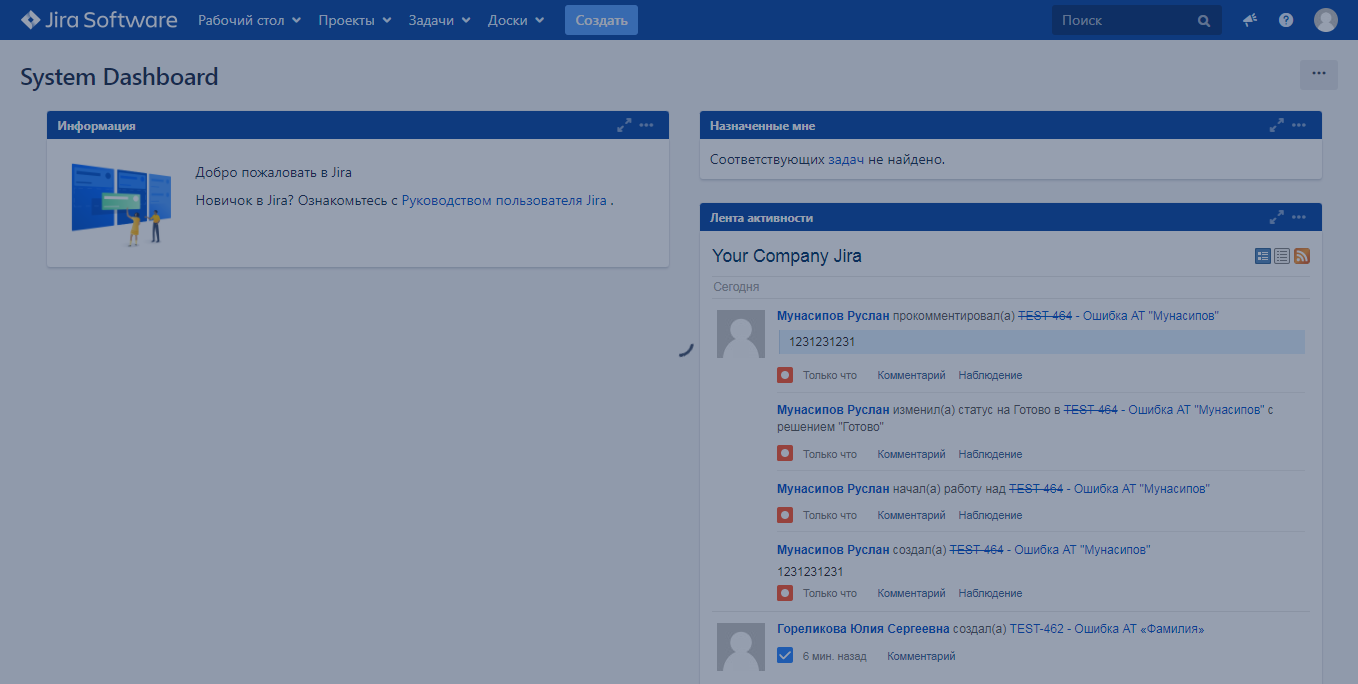 Jira Software Рабочий стол Проекты Задачи Доски Создать Поиск
System Dashboard
Информация
Добро пожаловать в Jira
Новичок в Jira? Ознакомьтесь с Руководством пользователя Jira .
Назначенные мне
Соответствующих задач не найдено.
Лента активности
Your Company Jira
Сегодня
Мунасипов Руслан прокомментировал(а) TEST-464 - Ошибка АТ "Мунасипов"
1231231231
Только что Комментарий Наблюдение
Мунасипов Руслан изменил(а) статус на Готово в TEST-464 - Ошибка АТ "Мунасипов" с
решением "Готово"
Только что Комментарий Наблюдение
Мунасипов Руслан начал(а) работу над TEST-464 - Ошибка АТ "Мунасипов"
Только что Комментарий Наблюдение
Мунасипов Руслан создал(а) TEST-464 - Ошибка АТ "Мунасипов"
1231231231
Только что Комментарий Наблюдение
Гореликова Юлия Сергеевна создал(а) TEST-462 - Ошибка АТ «Фамилия»
6 мин. назад Комментарий